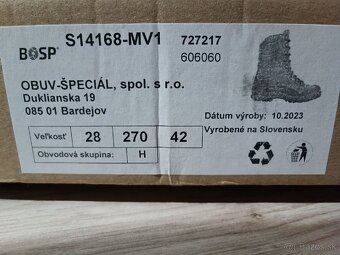 BOSP® S14168-MV1 727217
606060
OBUV-ŠPECIÁL, spol. s r.o.
Duklianska 19
085 01 Bardejov
Dátum výroby: 10.2023
Vyrobené na Slovensku
Veľkosť 28 270 42
Obvodová skupina: H